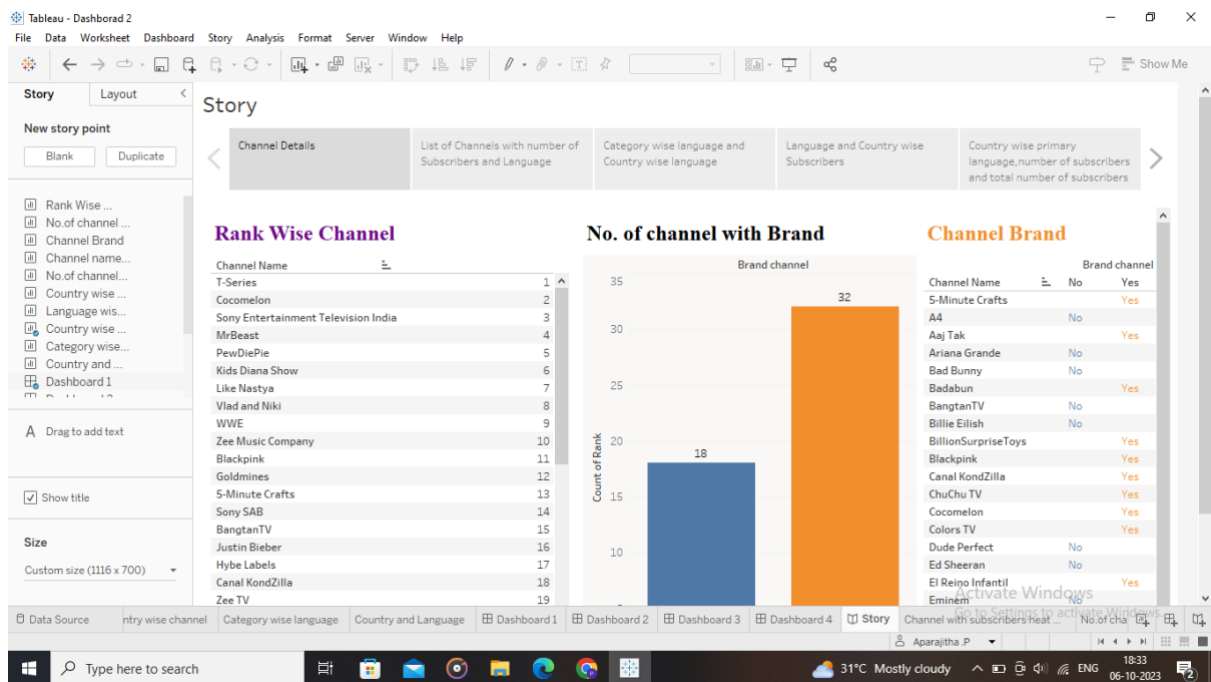 Tableau - Dashborad 2
File Data Worksheet Dashboard Story Analysis Format Server Window Help
Show Me
Story Layout
New story point
Blank Duplicate
Rank Wise ...
No.of channel ...
Channel Brand
Channel name...
No.of channel...
Country wise ...
Language wis...
Country wise ...
Category wise...
Country and ...
Dashboard 1
A Drag to add text
Show title
Size
Custom size (1116 x 700)
Story
Channel Details
List of Channels with number of
Subscribers and Language
Category wise language and
Country wise language
Language and Country wise
Subscribers
Country wise primary
language,number of subscribers
and total number of subscribers
Rank Wise Channel
Channel Name
T-Series 1
Cocomelon 2
Sony Entertainment Television India 3
MrBeast 4
PewDiePie 5
Kids Diana Show 6
Like Nastya 7
Vlad and Niki 8
WWE 9
Zee Music Company 10
Blackpink 11
Goldmines 12
5-Minute Crafts 13
Sony SAB 14
BangtanTV 15
Justin Bieber 16
Hybe Labels 17
Canal KondZilla 18
Zee TV 19
No. of channel with Brand
Brand channel
35
30
25
20
15
10
Count of Rank
18
32
Channel Brand
Brand channel
Channel Name No Yes
5-Minute Crafts Yes
A4 No
Aaj Tak Yes
Ariana Grande No
Bad Bunny No
Badabun Yes
BangtanTV No
Billie Eilish No
BillionSurpriseToys Yes
Blackpink Yes
Canal KondZilla Yes
ChuChu TV Yes
Cocomelon Yes
Colors TV Yes
Dude Perfect No
Ed Sheeran No
El Reino Infantil Yes
Eminem No
Activate Windows
Go to Settings to activate Windows.
Data Source ntry wise channel Category wise language Country and Language Dashboard 1 Dashboard 2 Dashboard 3 Dashboard 4 Story Channel with subscribers heat ... No.of cha
Aparajitha .P
Type here to search
31°C Mostly cloudy
ENG
18:33
06-10-2023
2